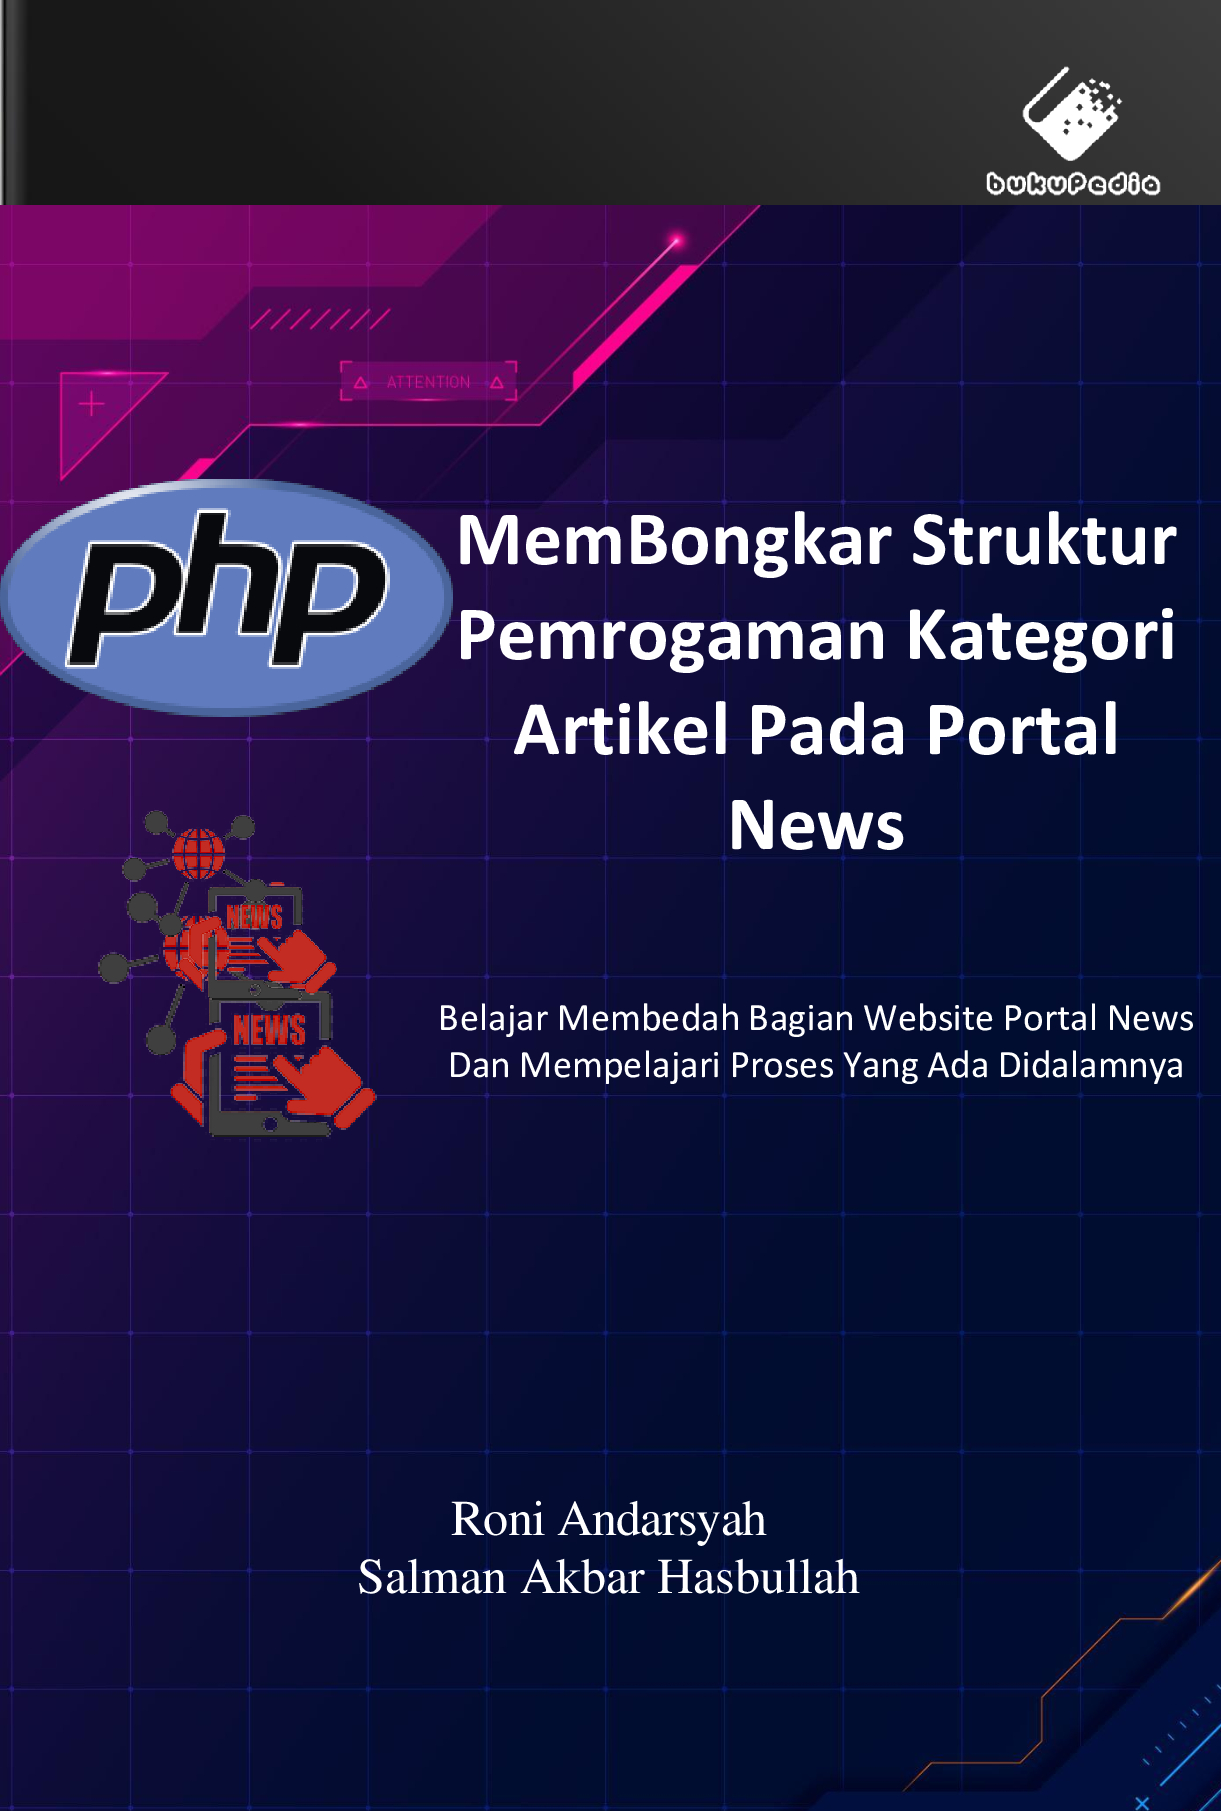 bukuPedia
ATTENTION
php
MemBongkar Struktur
Pemrogaman Kategori
Artikel Pada Portal
News
NEWS
NEWS
Belajar Membedah Bagian Website Portal News
Dan Mempelajari Proses Yang Ada Didalamnya
Roni Andarsyah
Salman Akbar Hasbullah